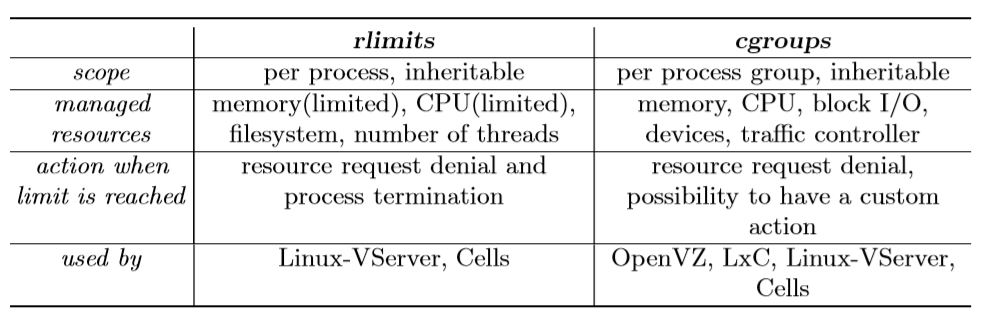 rlimits cgroups
scope per process, inheritable per process group, inheritable
managed memory(limited), CPU(limited), memory, CPU, block I/O,
resources filesystem, number of threads devices, traffic controller
action when resource request denial and resource request denial,
limit is reached process termination possibility to have a custom
action
used by Linux-VServer, Cells OpenVZ, LxC, Linux-VServer,
Cells